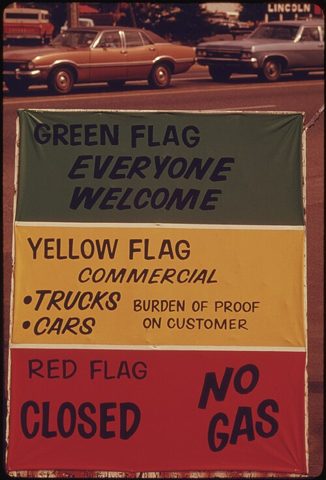 LINCOLN
GREEN FLAG
EVERYONE
WELCOME
YELLOW FLAG
COMMERCIAL
•TRUCKS
•CARS
BURDEN OF PROOF
ON CUSTOMER
RED FLAG
CLOSED
NO
GAS